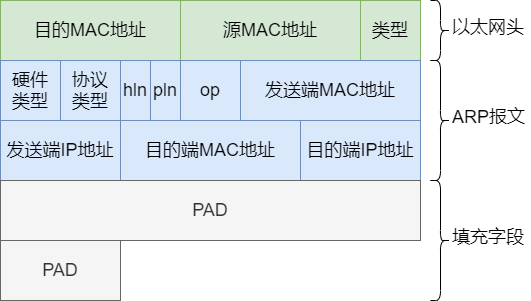 目的MAC地址 源MAC地址 类型 以太网头
硬件 协议 hln pln op 发送端MAC地址
类型 类型
ARP报文
发送端IP地址 目的端MAC地址 目的端IP地址
PAD
填充字段
PAD